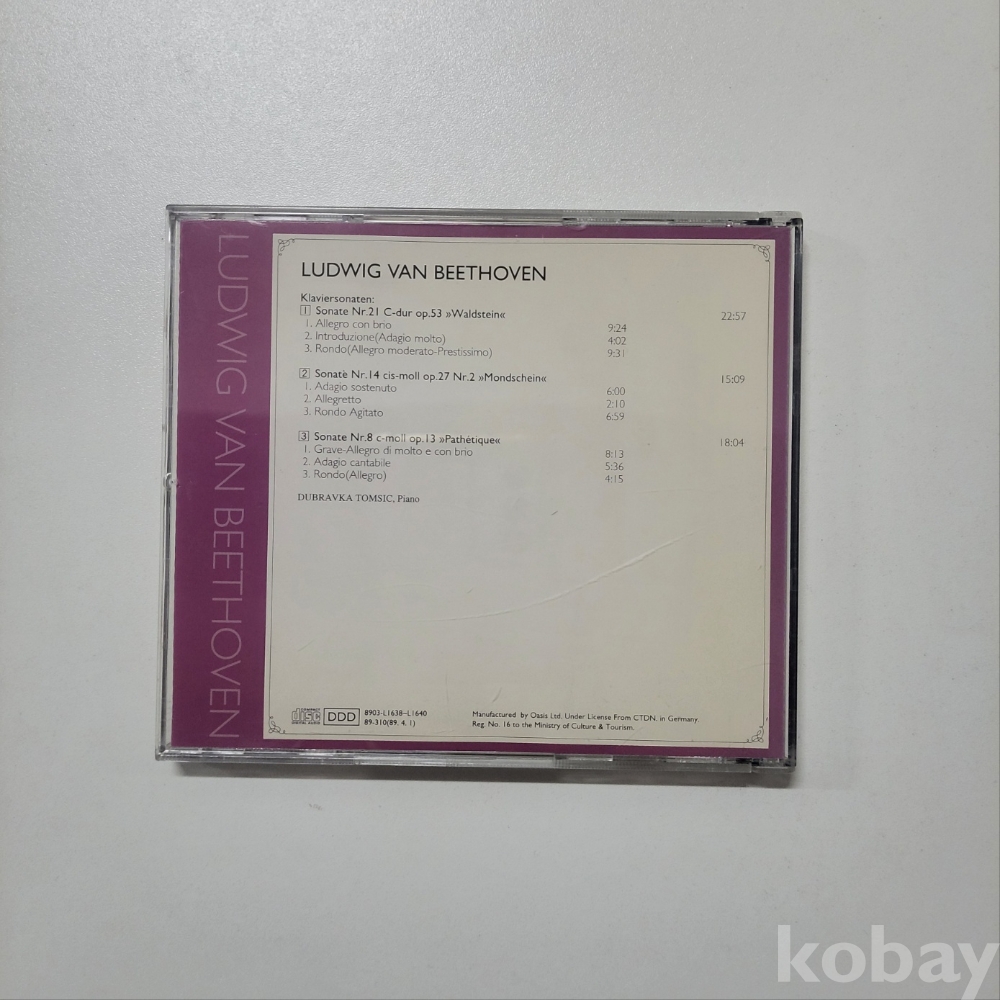 LUDWIG VAN BEETHOVEN
LUDWIG VAN BEETHOVEN
Klaviersonaten:
1 Sonate Nr.21 C-dur op.53 »Waldstein« 22:57
1. Allegro con brio 9:24
2. Introduzione(Adagio molto) 4:02
3. Rondo(Allegro moderato-Prestissimo) 9:31
2 Sonate Nr.14 cis-moll op.27 Nr.2 »Mondschein« 15:09
1. Adagio sostenuto 6:00
2. Allegretto 2:10
3. Rondo Agitato 6:59
3 Sonate Nr.8 c-moll op.13 »Pathétique« 18:04
1. Grave-Allegro di molto e con brio 8:13
2. Adagio cantabile 5:36
3. Rondo(Allegro) 4:15
DUBRAVKA TOMSIC, Piano
COMPACT
disc
DIGITAL AUDIO
DDD
8903-L1638-L1640
89-310(89. 4. 1)
Manufactured by Oasis Ltd. Under License From CTDN. in Germany.
Reg. No. 16 to the Ministry of Culture & Tourism.
kobay